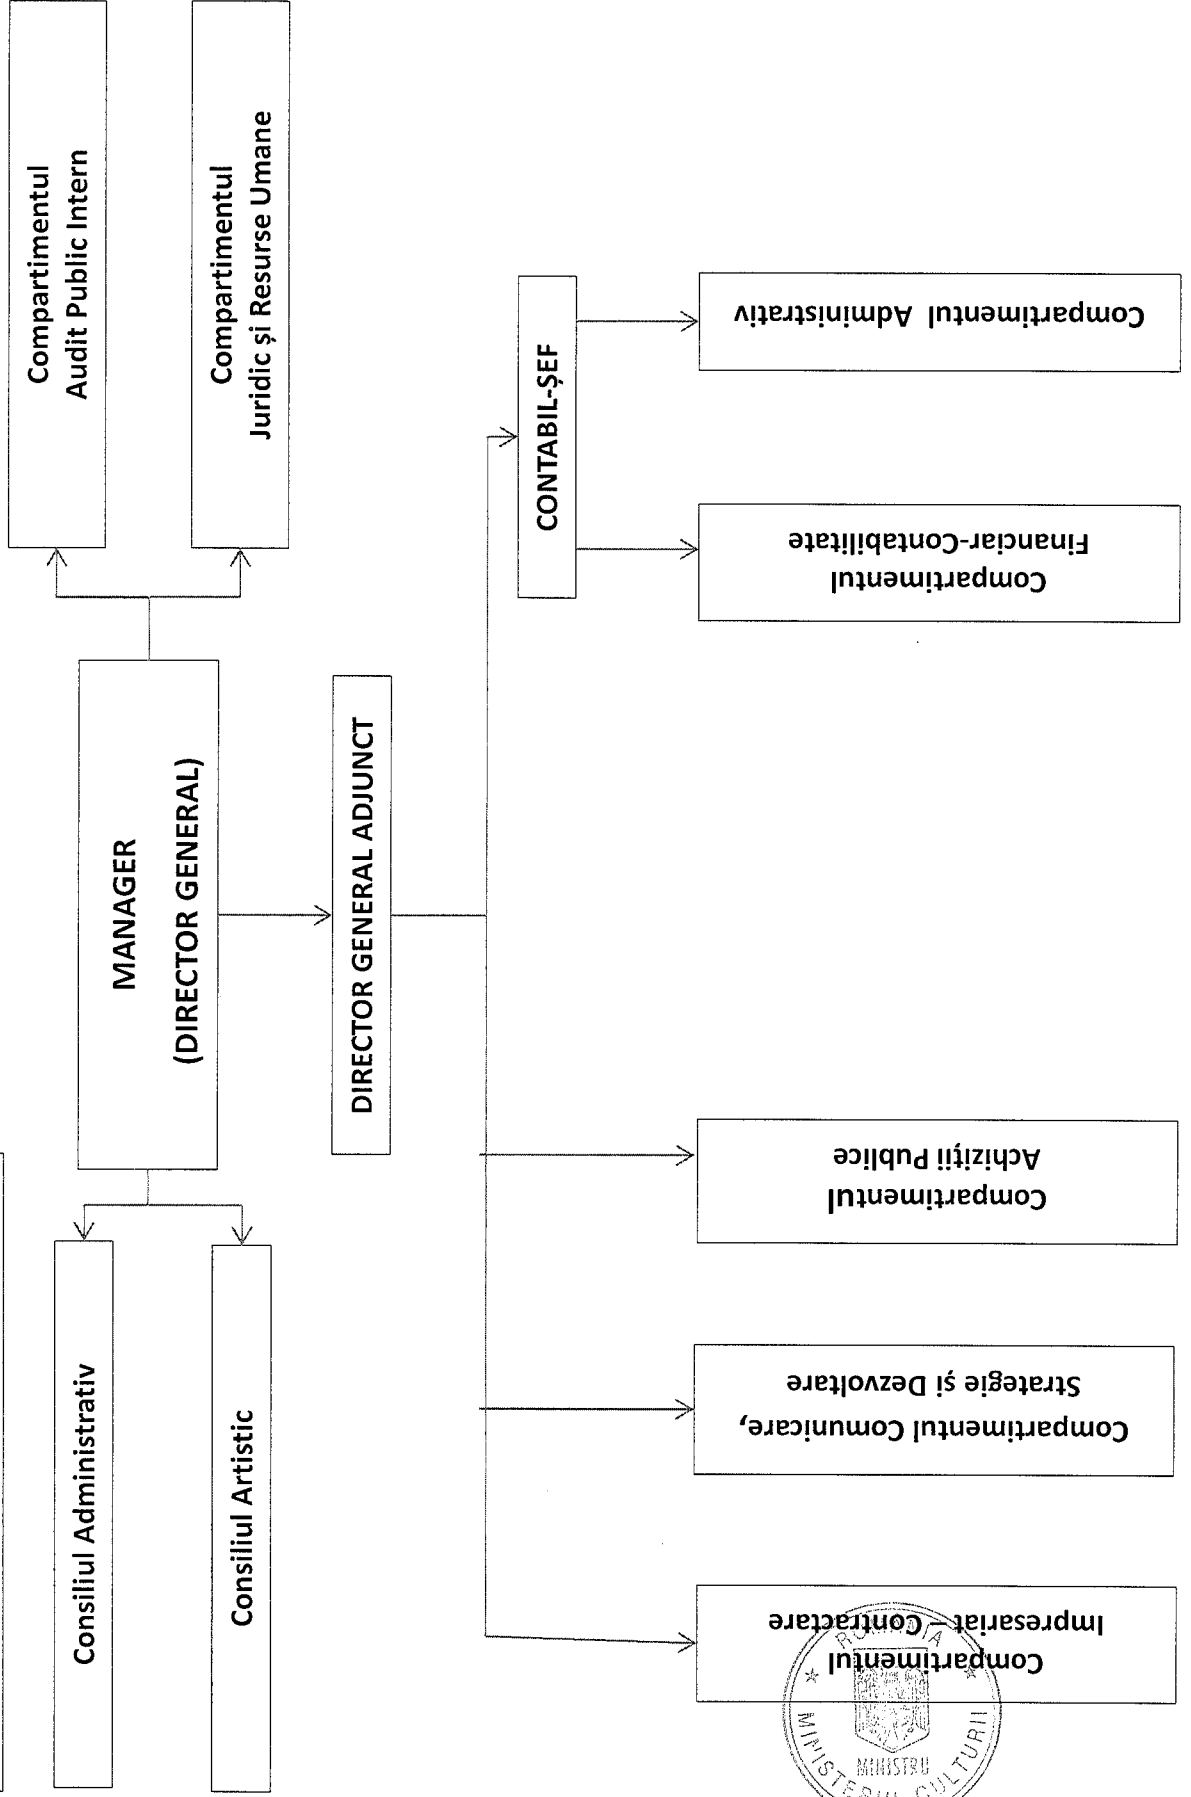 MANAGER
(DIRECTOR GENERAL)
Consiliul Administrativ
Consiliul Artistic
Compartimentul
Audit Public Intern
Compartimentul
Juridic și Resurse Umane
DIRECTOR GENERAL ADJUNCT
CONTABIL-ȘEF
Compartimentul
Impresariat - Contractare
Compartimentul Comunicare,
Strategie și Dezvoltare
Compartimentul
Achiziții Publice
Compartimentul
Financiar-Contabilitate
Compartimentul Administrativ
ROMÂNIA
MINISTERUL CULTURII
MINISTRU